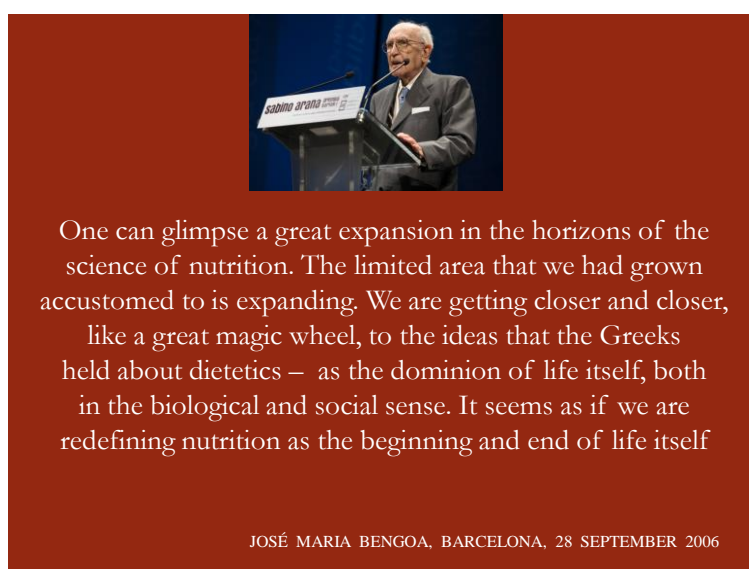 sabino arana
One can glimpse a great expansion in the horizons of the
science of nutrition. The limited area that we had grown
accustomed to is expanding. We are getting closer and closer,
like a great magic wheel, to the ideas that the Greeks
held about dietetics – as the dominion of life itself, both
in the biological and social sense. It seems as if we are
redefining nutrition as the beginning and end of life itself
JOSÉ MARIA BENGOA, BARCELONA, 28 SEPTEMBER 2006